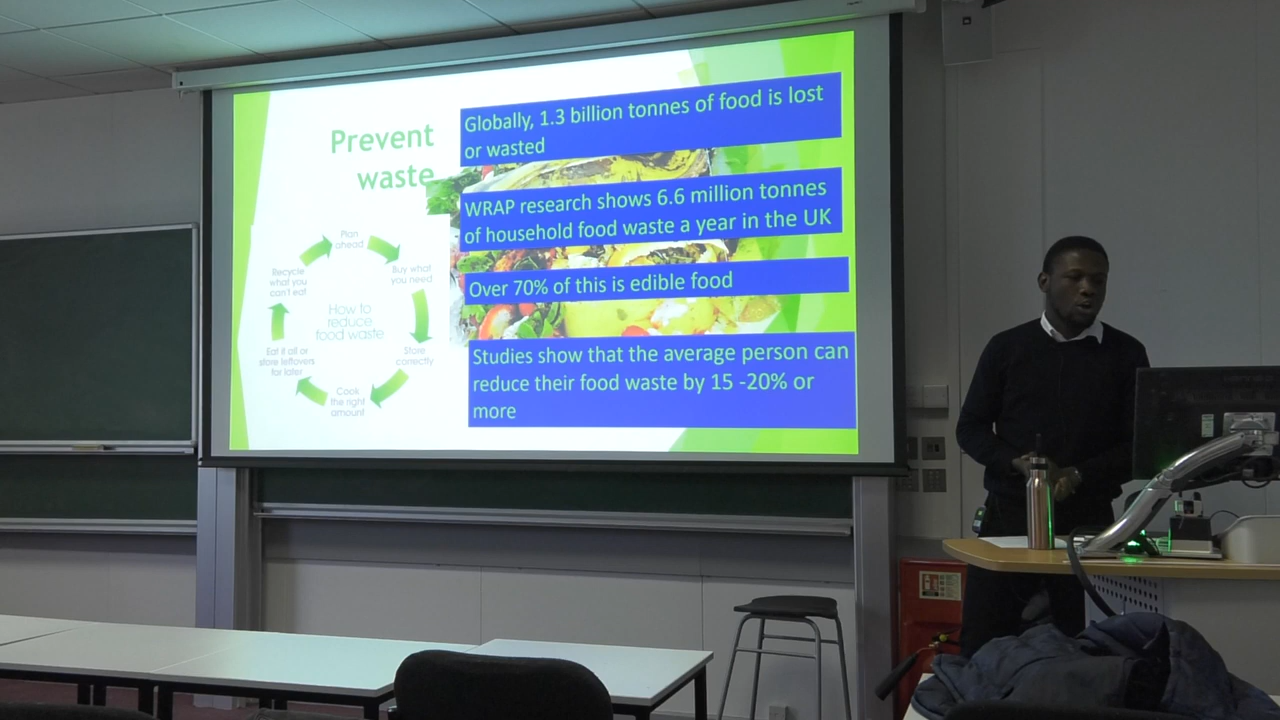 Prevent
waste
Globally, 1.3 billion tonnes of food is lost
or wasted
WRAP research shows 6.6 million tonnes
of household food waste a year in the UK
Over 70% of this is edible food
Studies show that the average person can
reduce their food waste by 15 -20% or
more
How to
reduce
food waste
Plan
ahead
Buy what
you need
Store
correctly
Cook
the right
amount
Eat it all or
store leftovers
for later
Recycle
what you
can't eat